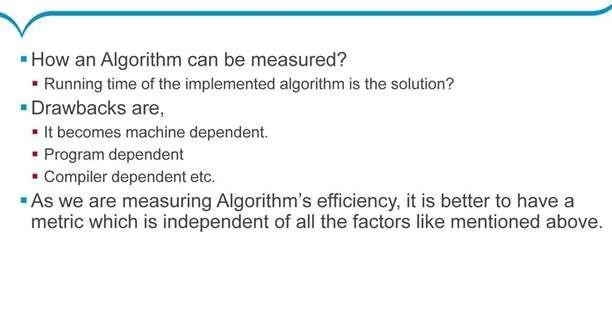 How an Algorithm can be measured?
Running time of the implemented algorithm is the solution?
Drawbacks are,
It becomes machine dependent.
Program dependent
Compiler dependent etc.
As we are measuring Algorithm's efficiency, it is better to have a
metric which is independent of all the factors like mentioned above.